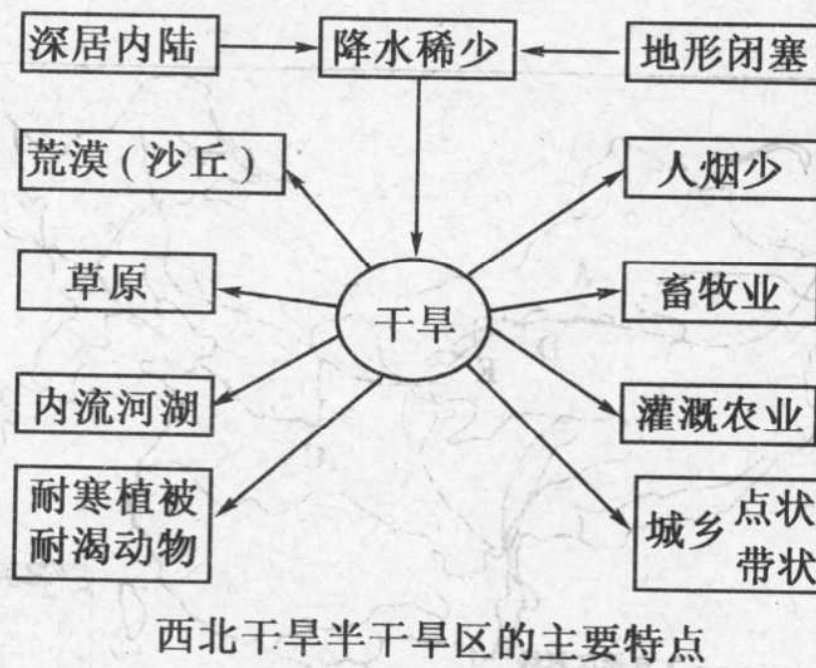 深居内陆
降水稀少
地形闭塞
荒漠(沙丘)
人烟少
草原
干旱
畜牧业
内流河湖
灌溉农业
耐寒植被
耐渴动物
城乡
点状
带状
西北干旱半干旱区的主要特点